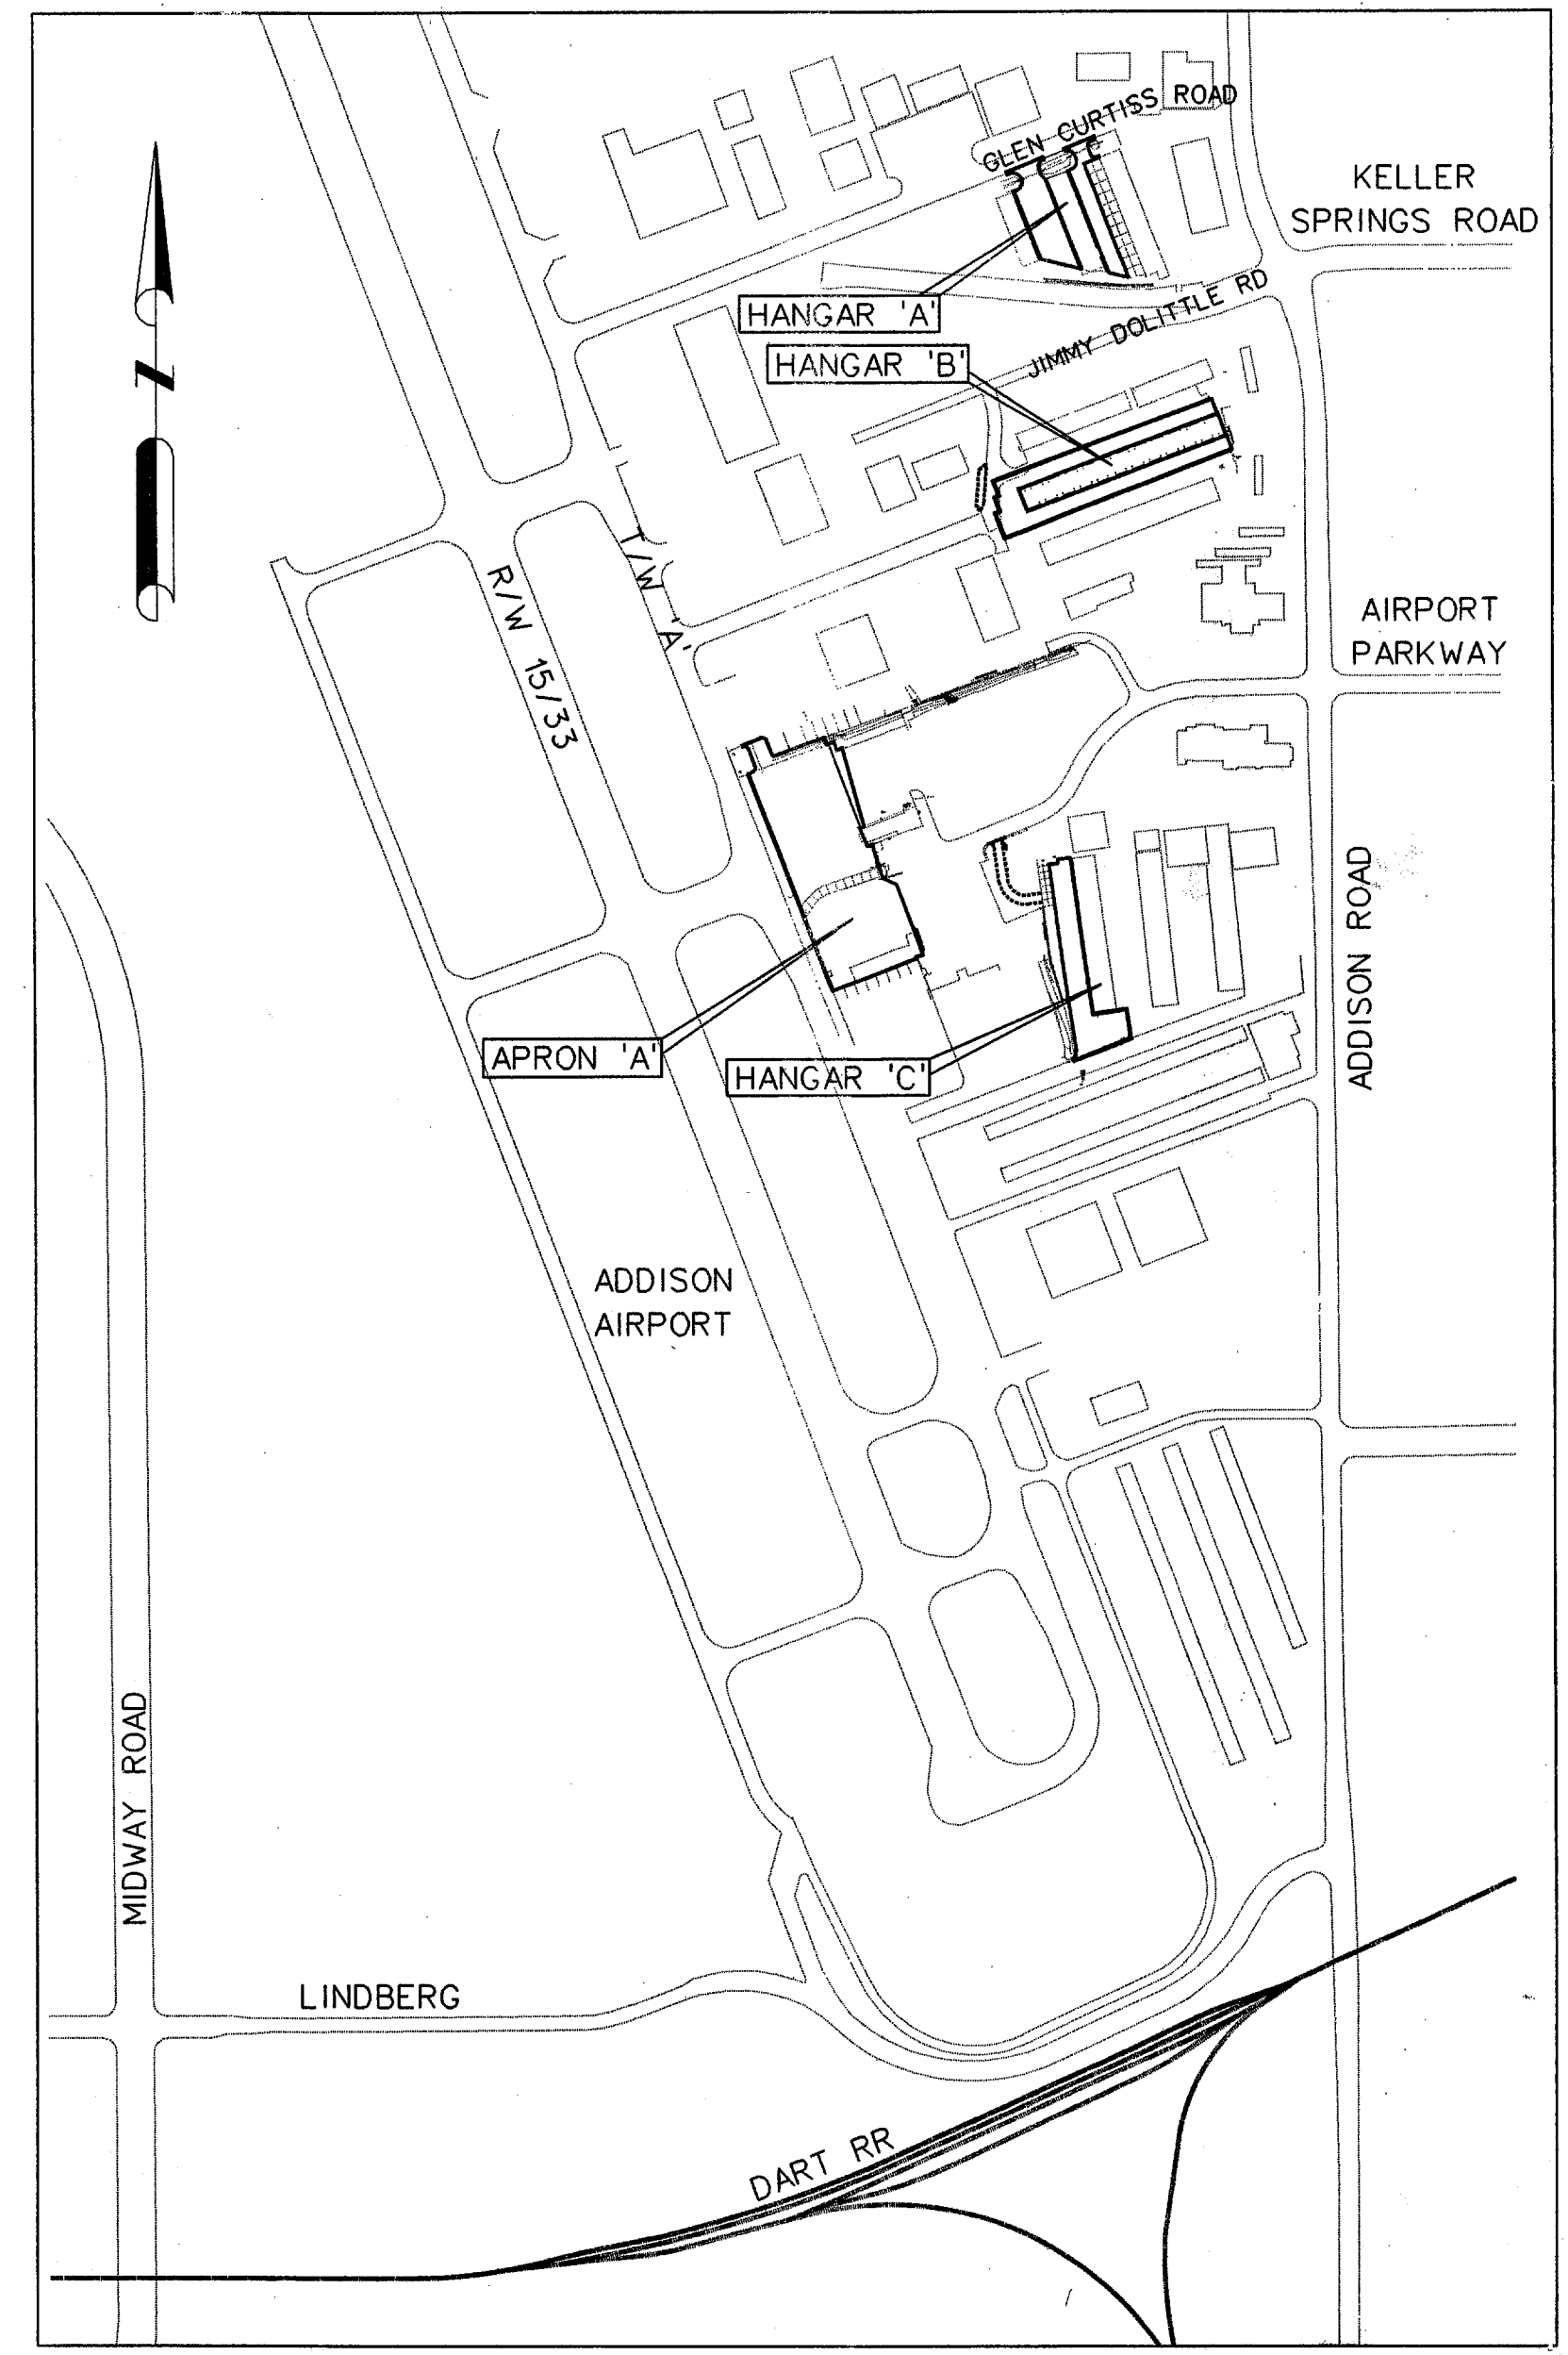 GLEN CURTISS ROAD
KELLER
SPRINGS ROAD
HANGAR 'A'
JIMMY DOLITTLE RD
HANGAR 'B'
N
T/W 'A'
R/W 15/33
AIRPORT
PARKWAY
ADDISON ROAD
APRON 'A'
HANGAR 'C'
ADDISON
AIRPORT
MIDWAY ROAD
LINDBERG
DART RR